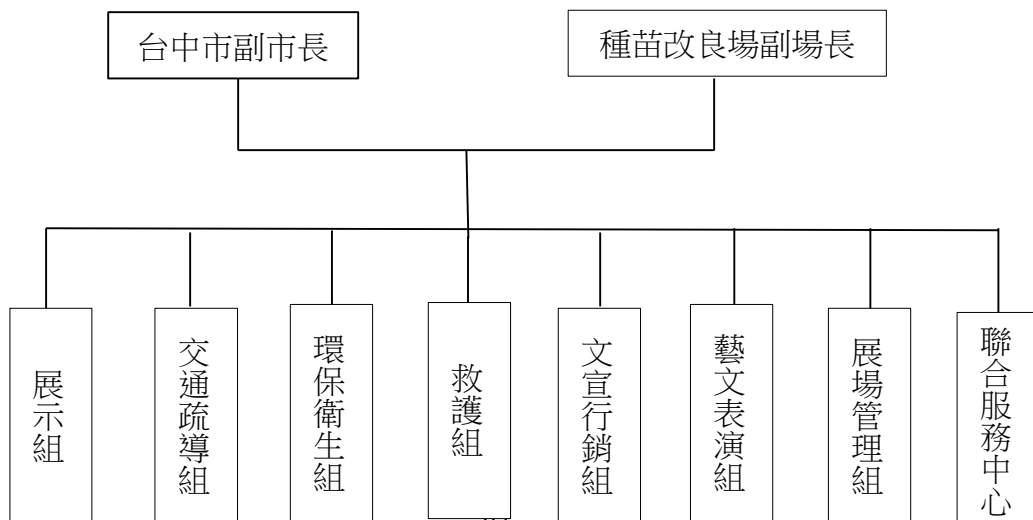 台中市副市長
種苗改良場副場長
展示組
交通疏導組
環保衛生組
救護組
文宣行銷組
藝文表演組
展場管理組
聯合服務中心